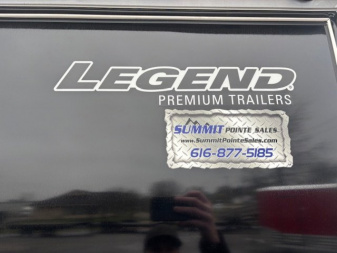 LEGEND®
PREMIUM TRAILERS
SUMMIT POINTE SALES
www.SummitPointeSales.com
616-877-5185